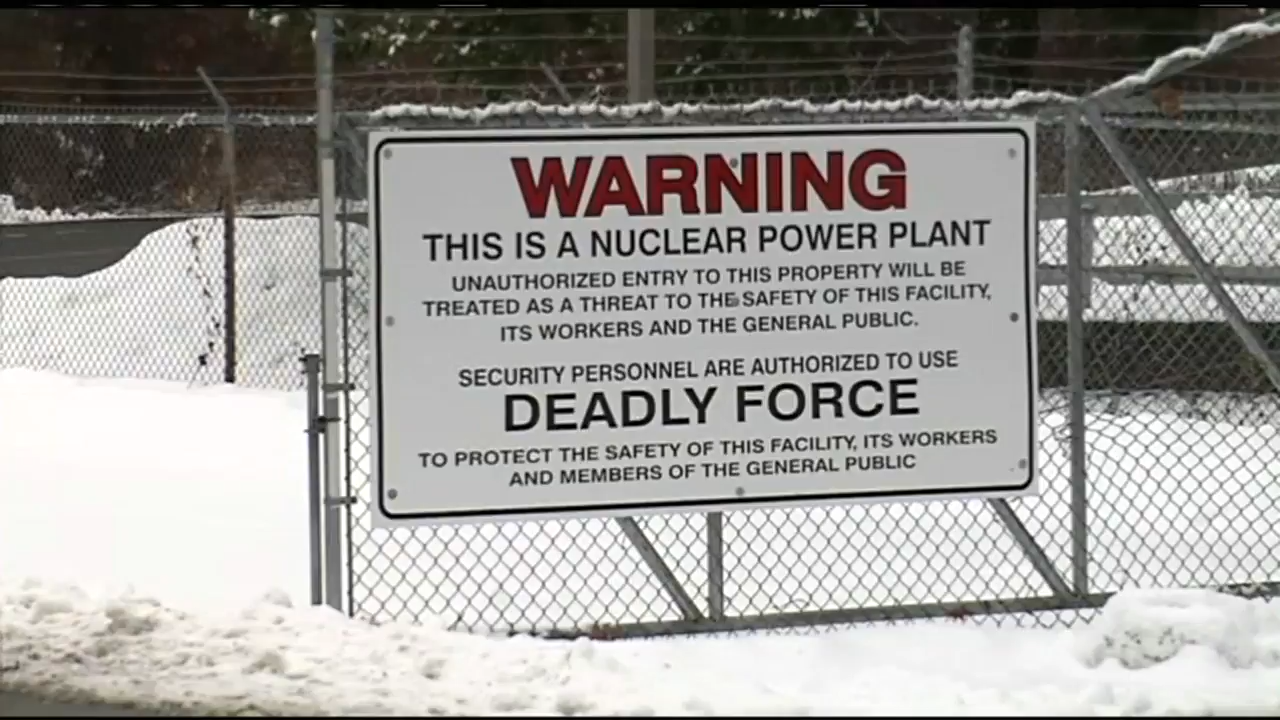 WARNING
THIS IS A NUCLEAR POWER PLANT
UNAUTHORIZED ENTRY TO THIS PROPERTY WILL BE
TREATED AS A THREAT TO THE SAFETY OF THIS FACILITY,
ITS WORKERS AND THE GENERAL PUBLIC.
SECURITY PERSONNEL ARE AUTHORIZED TO USE
DEADLY FORCE
TO PROTECT THE SAFETY OF THIS FACILITY, ITS WORKERS
AND MEMBERS OF THE GENERAL PUBLIC